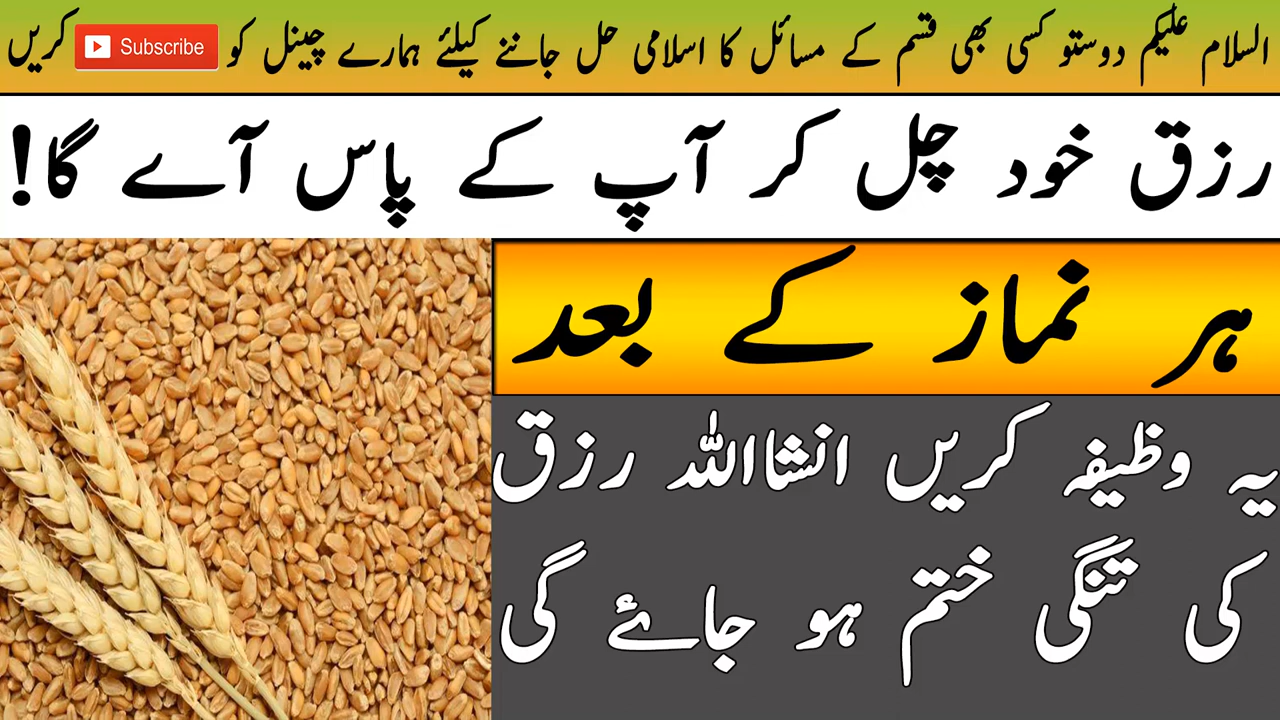 السلام علیکم دوستو کسی بھی قسم کے مسائل کا اسلامی حل جاننے کیلئے ہمارے چینل کو Subscribe کریں
رزق خود چل کر آپ کے پاس آے گا!
ہر نماز کے بعد
یہ وظیفہ کریں انشااللہ رزق
کی تنگی ختم ہو جائے گی